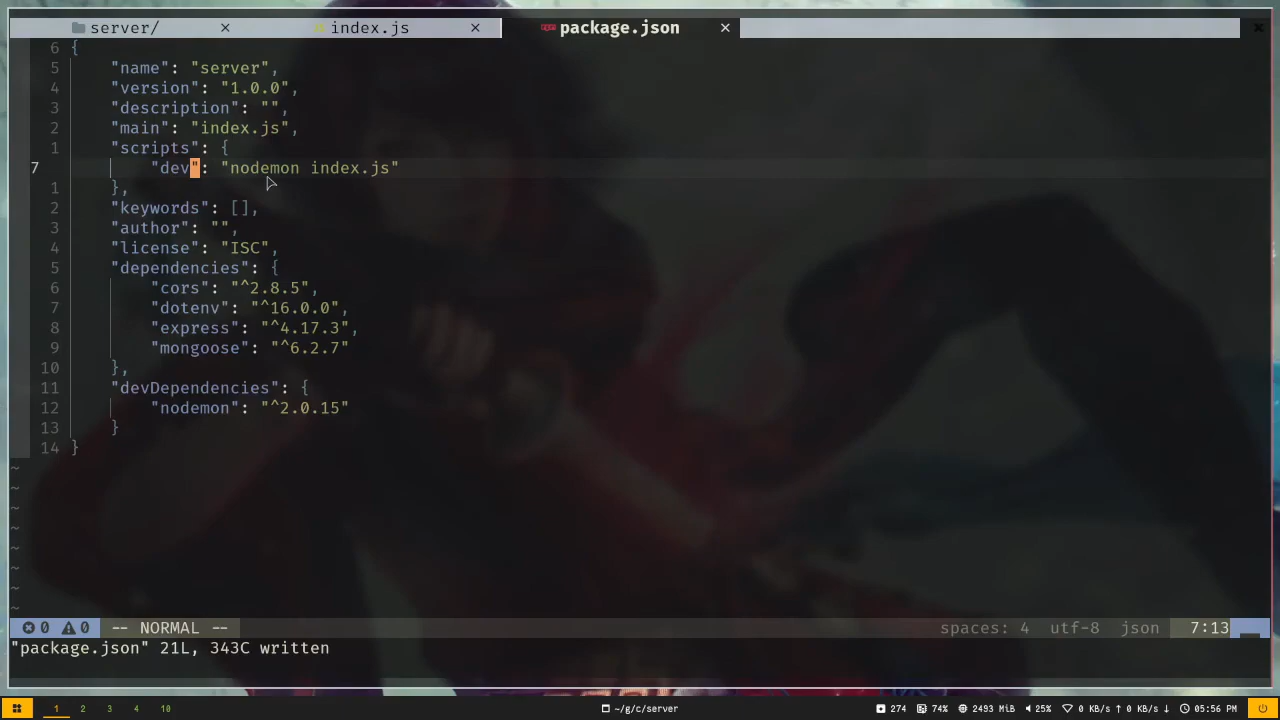 server/ × index.js × package.json × ×
6 {
5 "name": "server",
4 "version": "1.0.0",
3 "description": "",
2 "main": "index.js",
1 "scripts": {
7 "dev": "nodemon index.js"
1 },
2 "keywords": [],
3 "author": "",
4 "license": "ISC",
5 "dependencies": {
6 "cors": "^2.8.5",
7 "dotenv": "^16.0.0",
8 "express": "^4.17.3",
9 "mongoose": "^6.2.7"
10 },
11 "devDependencies": {
12 "nodemon": "^2.0.15"
13 }
14 }
~
~
~
~
~
~
~
~
0 0 -- NORMAL -- spaces: 4 utf-8 json 7:13
"package.json" 21L, 343C written
1 2 3 4 10 ~/g/c/server 274 74% 2493 MiB 25% 0 KB/s ↑ 0 KB/s ↓ 05:56 PM